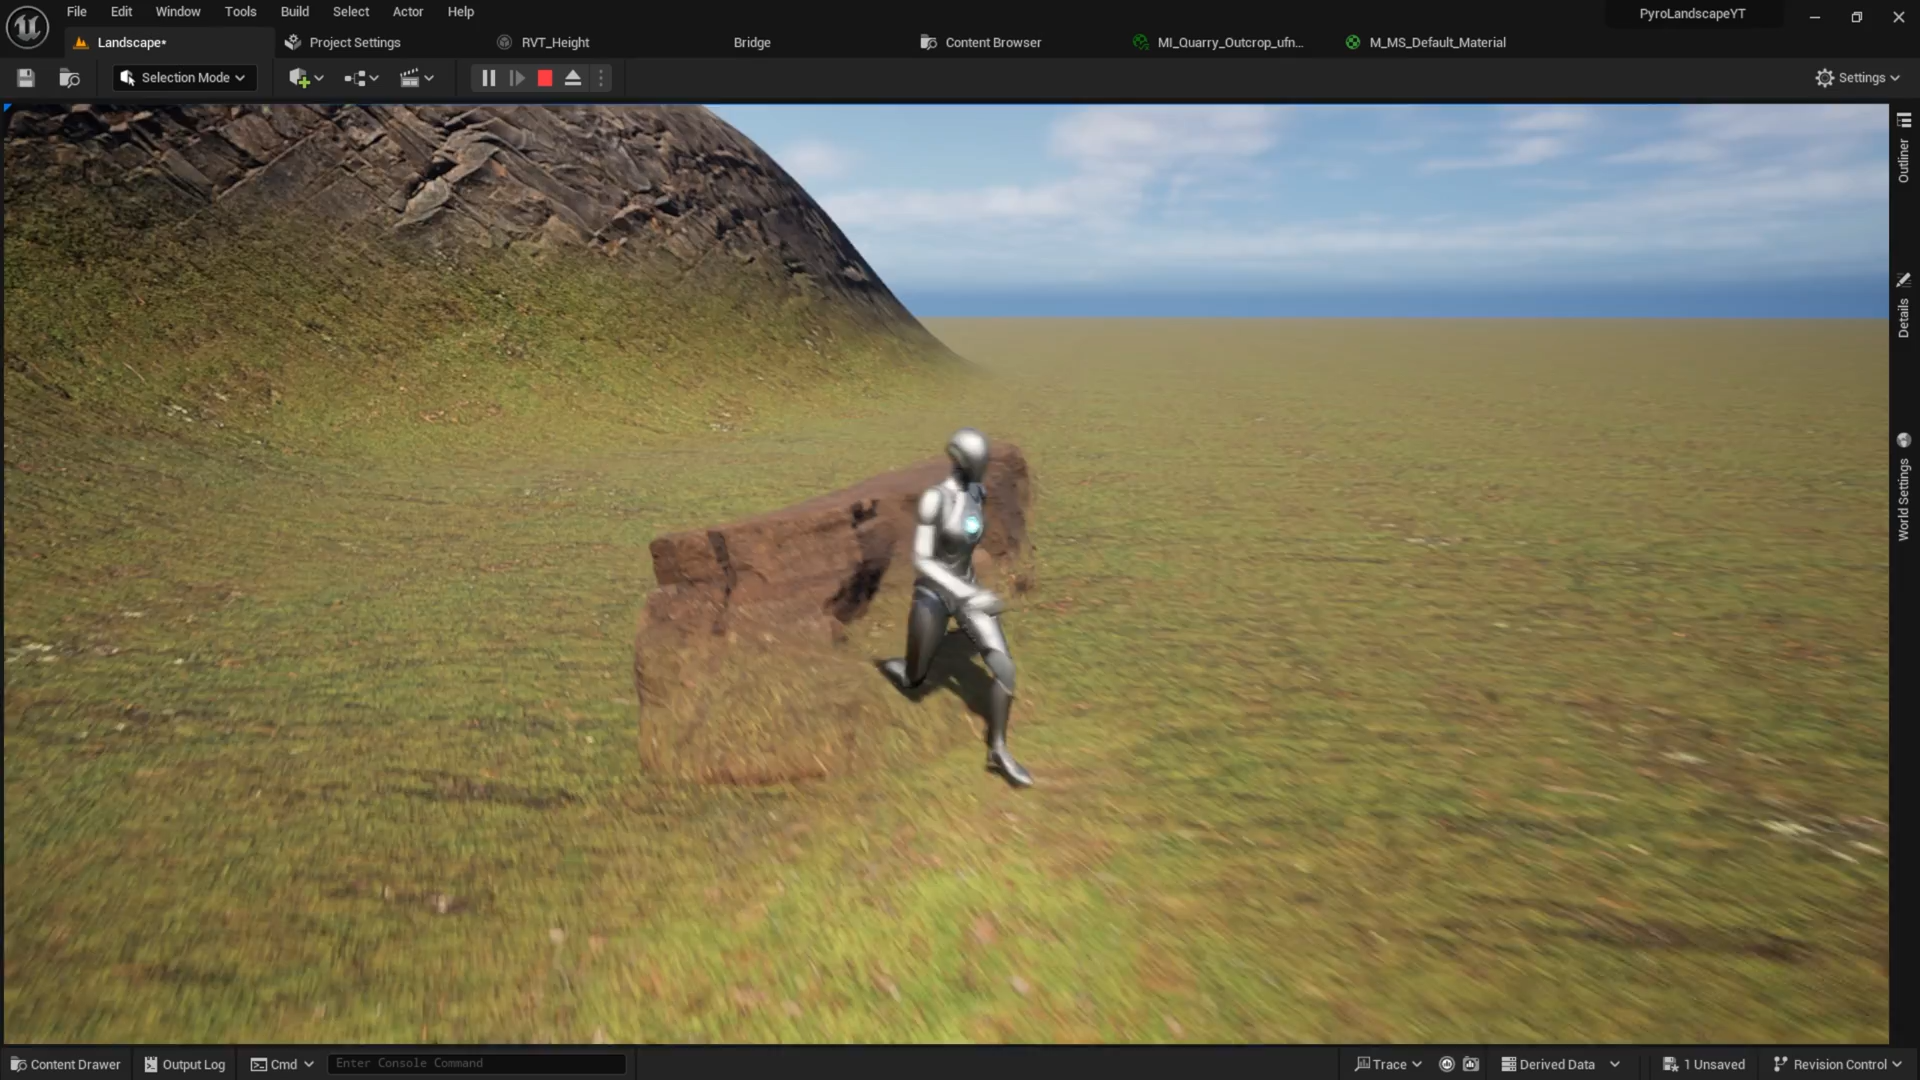 File Edit Window Tools Build Select Actor Help
PyroLandscapeYT
Landscape* Project Settings RVT_Height Bridge Content Browser MI_Quarry_Outcrop_ufn... M_MS_Default_Material
Selection Mode Settings
Outliner
Details
World Settings
Content Drawer Output Log Cmd Enter Console Command Trace Derived Data 1 Unsaved Revision Control